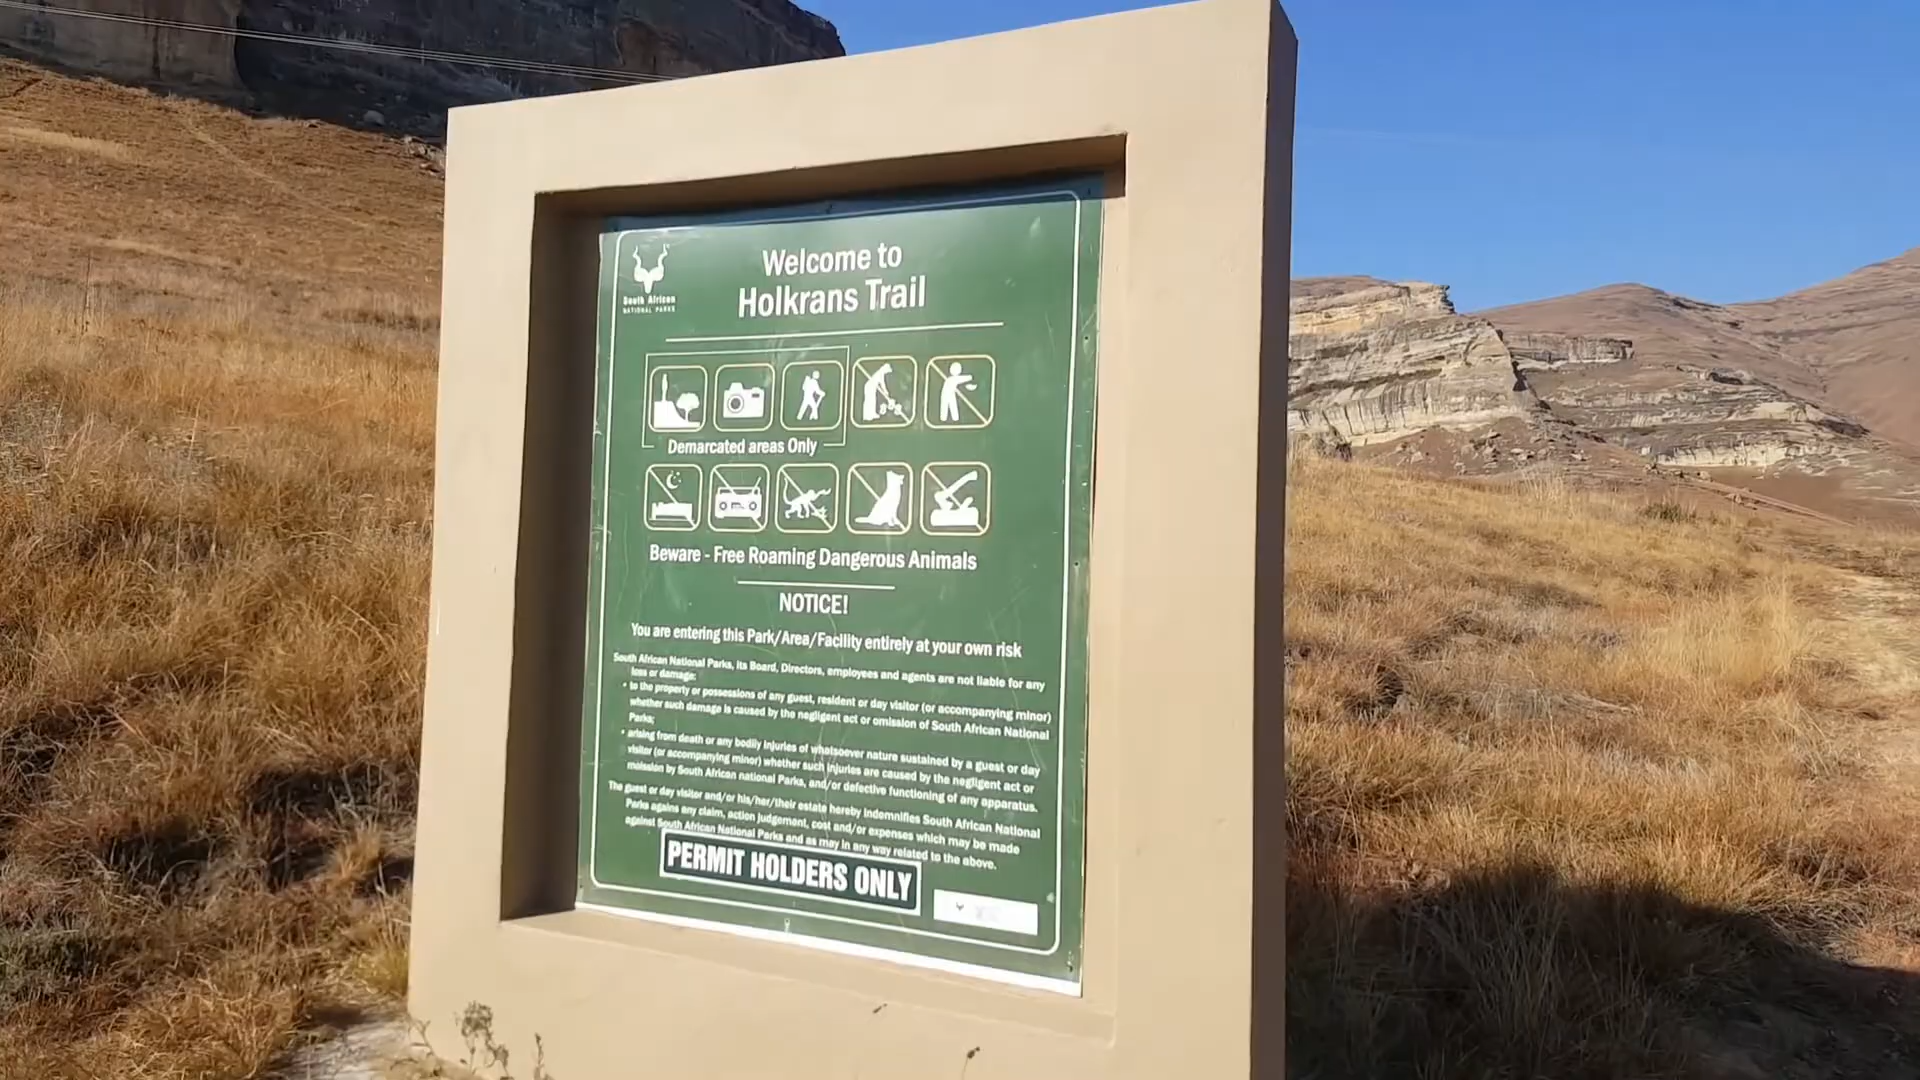 South African
NATIONAL PARKS
Welcome to
Holkrans Trail
Demarcated areas Only
Beware - Free Roaming Dangerous Animals
NOTICE!
You are entering this Park/Area/Facility entirely at your own risk
South African National Parks, its Board, Directors, employees and agents are not liable for any
loss or damage:
• to the property or possessions of any guest, resident or day visitor (or accompanying minor)
whether such damage is caused by the negligent act or omission of South African National
Parks;
• arising from death or any bodily injuries of whatsoever nature sustained by a guest or day
visitor (or accompanying minor) whether such injuries are caused by the negligent act or
moission by South African national Parks, and/or defective functioning of any apparatus.
The guest or day visitor and/or his/her/their estate hereby indemnifies South African National
Parks agains any claim, action judgement, cost and/or expenses which may be made
against South African National Parks and as may in any way related to the above.
PERMIT HOLDERS ONLY